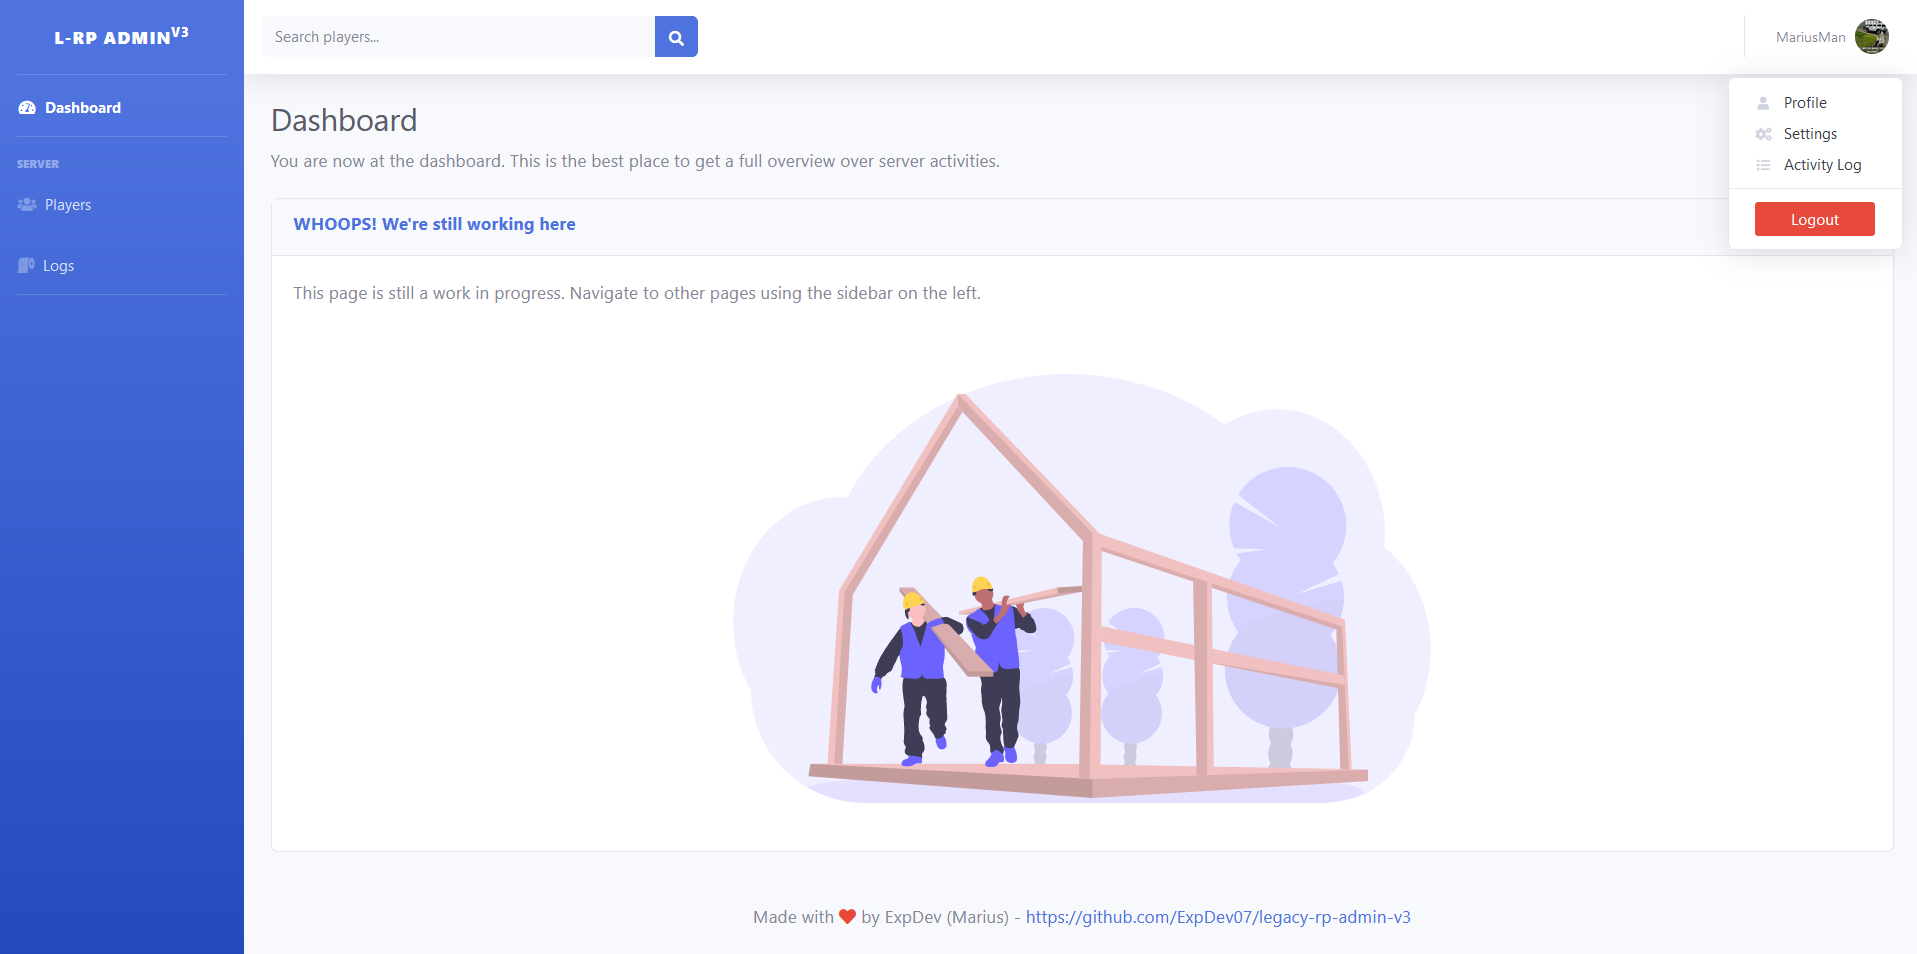 L-RP ADMIN V3
Search players...
MariusMan
Dashboard
SERVER
Players
Logs
Profile
Settings
Activity Log
Logout
Dashboard
You are now at the dashboard. This is the best place to get a full overview over server activities.
WHOOPS! We're still working here
This page is still a work in progress. Navigate to other pages using the sidebar on the left.
Made with ❤ by ExpDev (Marius) - https://github.com/ExpDev07/legacy-rp-admin-v3